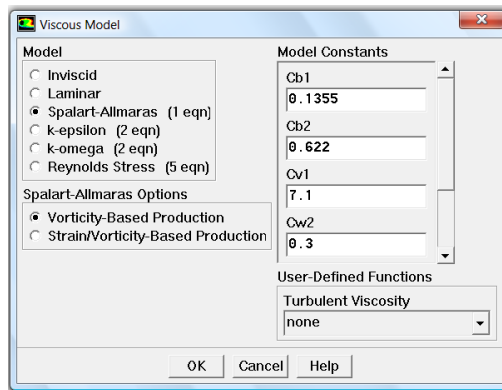 Viscous Model
Model
Inviscid
Laminar
Spalart-Allmaras (1 eqn)
k-epsilon (2 eqn)
k-omega (2 eqn)
Reynolds Stress (5 eqn)
Spalart-Allmaras Options
Vorticity-Based Production
Strain/Vorticity-Based Production
Model Constants
Cb1
0.1355
Cb2
0.622
Cv1
7.1
Cw2
0.3
User-Defined Functions
Turbulent Viscosity
none
OK Cancel Help